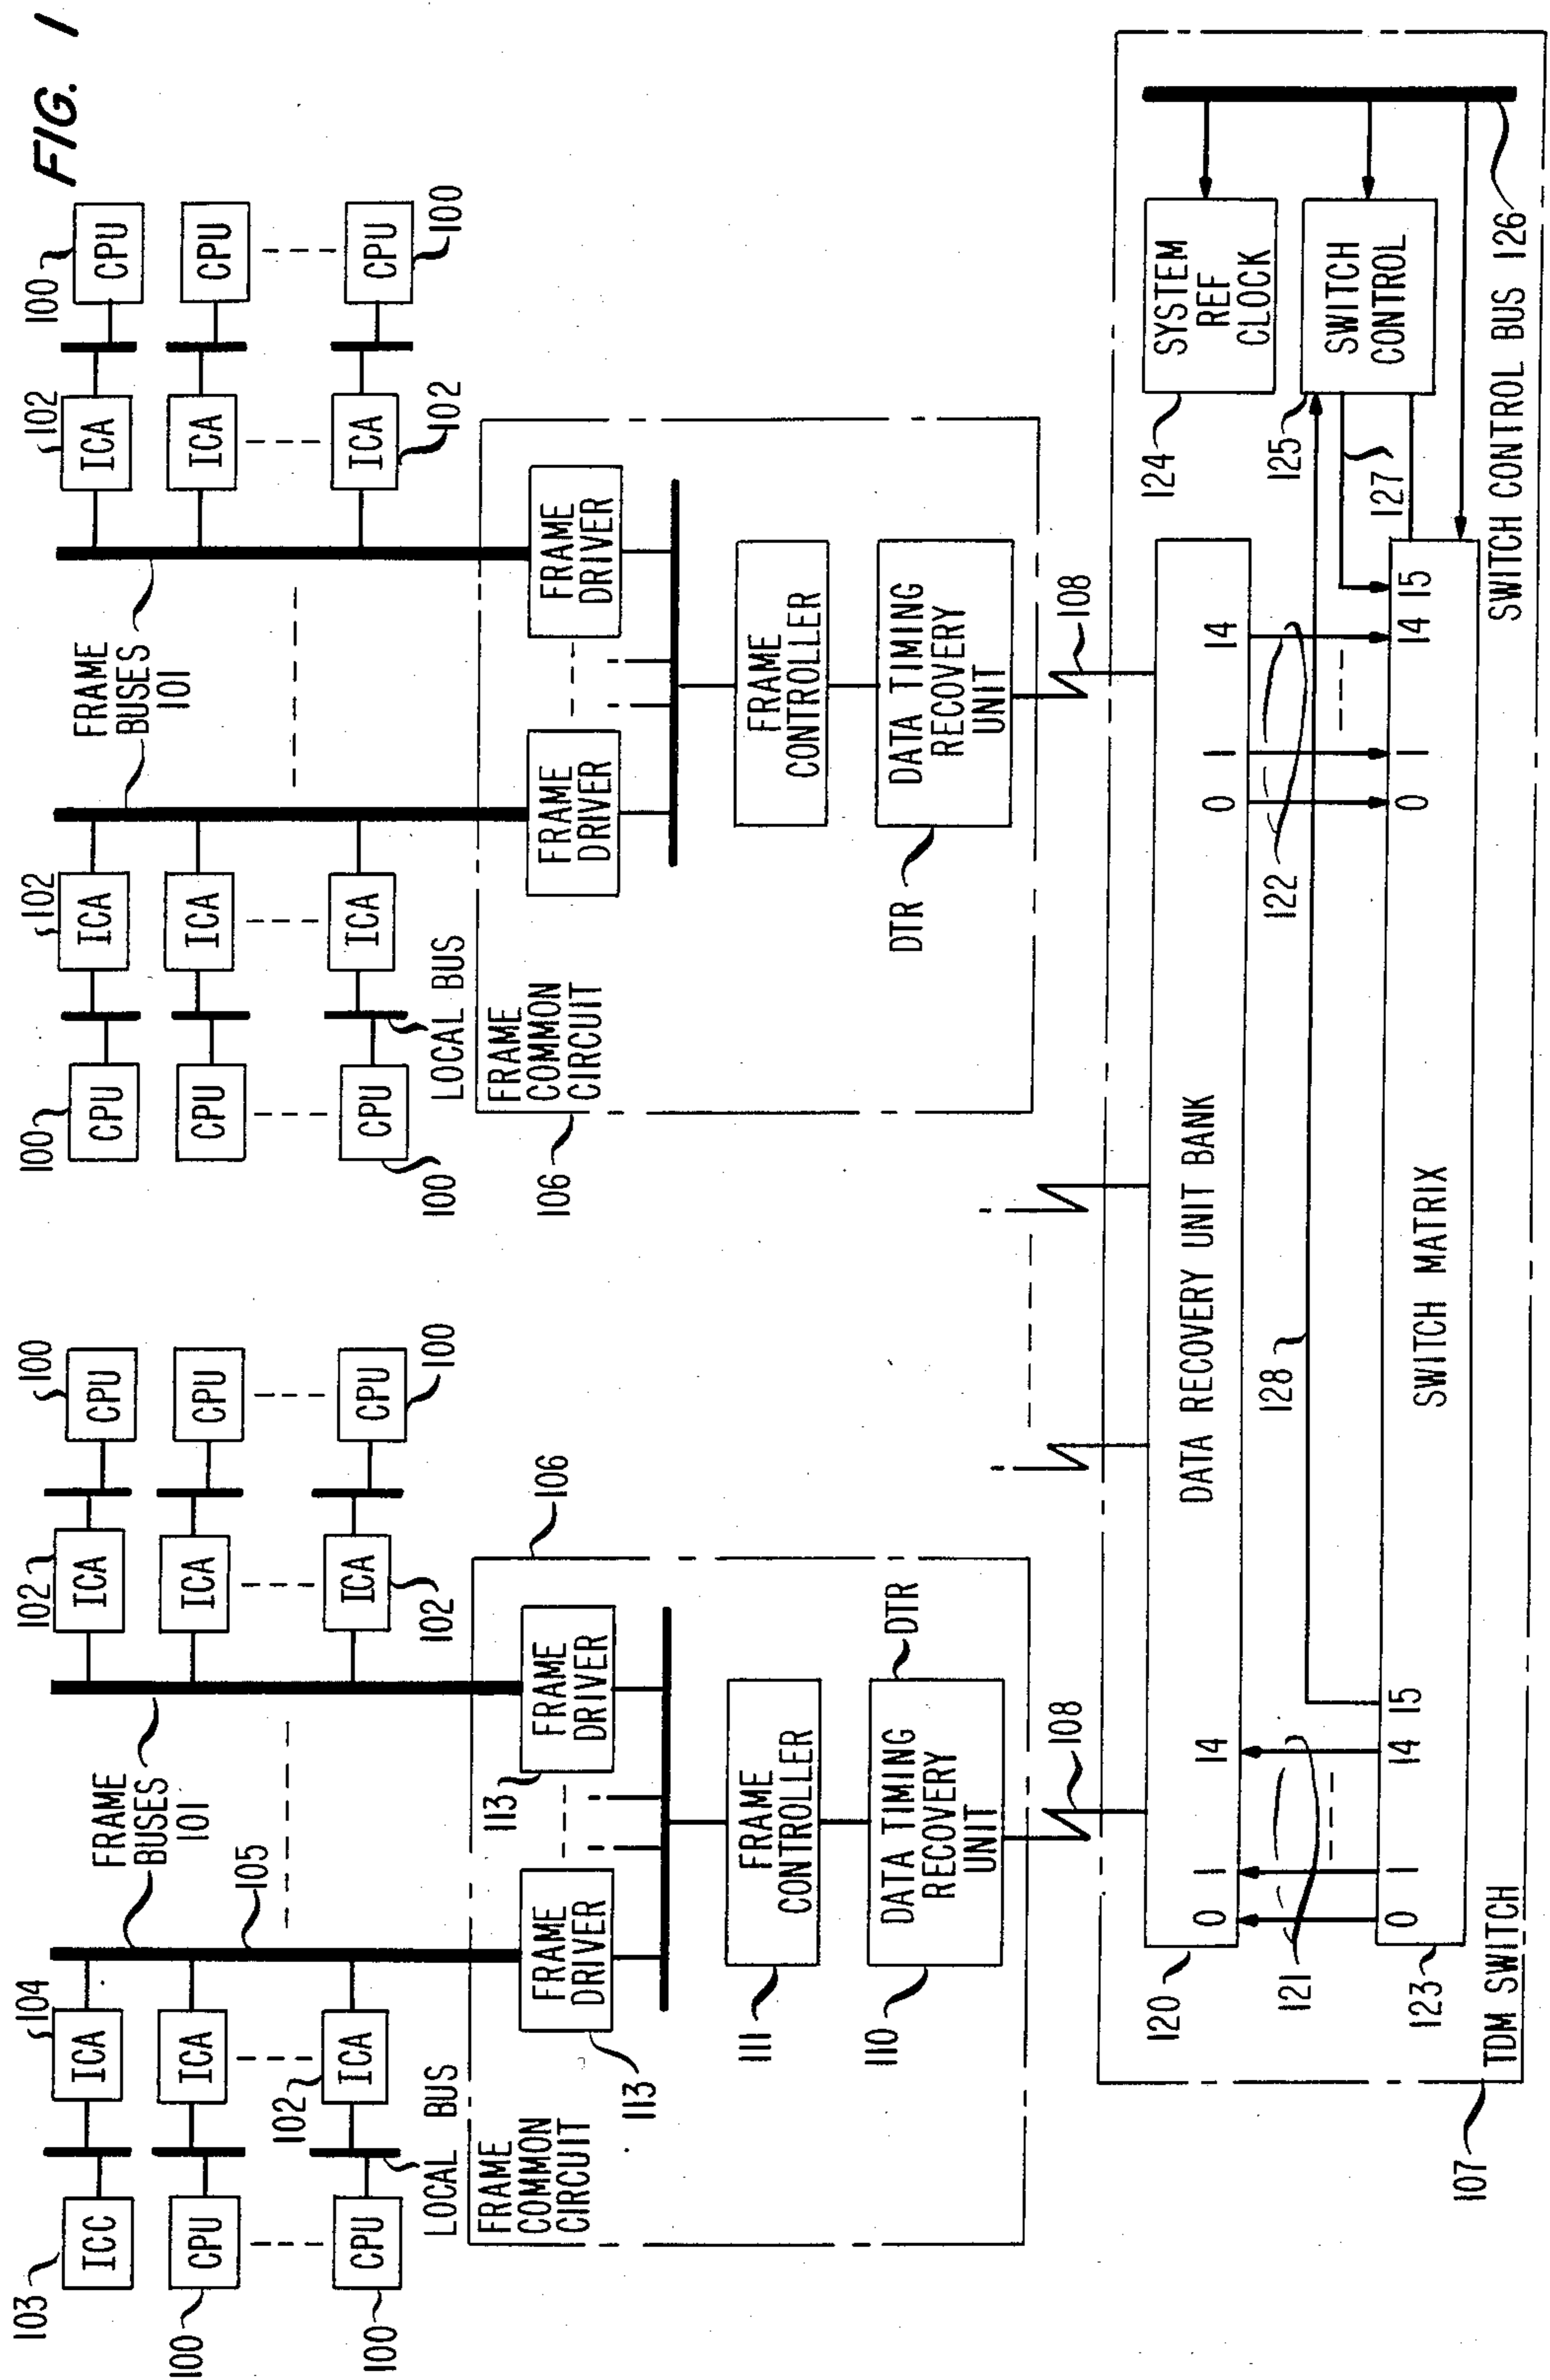 FIG. 1
103
ICC
104
ICA
FRAME
BUSES
101
102
ICA
100
CPU
100
CPU
102
ICA
FRAME
BUSES
101
102
ICA
100
CPU
100
CPU
ICA
105
ICA
CPU
CPU
ICA
ICA
CPU
100
CPU
102
ICA
ICA
102
CPU
100
100
CPU
ICA
ICA
102
CPU
100
LOCAL BUS
LOCAL BUS
FRAME
COMMON
CIRCUIT
113
FRAME
DRIVER
113
FRAME
DRIVER
106
106
FRAME
COMMON
CIRCUIT
FRAME
DRIVER
FRAME
DRIVER
111
FRAME
CONTROLLER
FRAME
CONTROLLER
110
DATA TIMING
RECOVERY
UNIT
DTR
DTR
DATA TIMING
RECOVERY
UNIT
108
108
120
0
1
14
DATA RECOVERY UNIT BANK
0
1
14
124
SYSTEM
REF
CLOCK
121
128
122
125
127
SWITCH
CONTROL
123
0
1
14
15
SWITCH MATRIX
0
1
14
15
107
TDM SWITCH
SWITCH CONTROL BUS 126